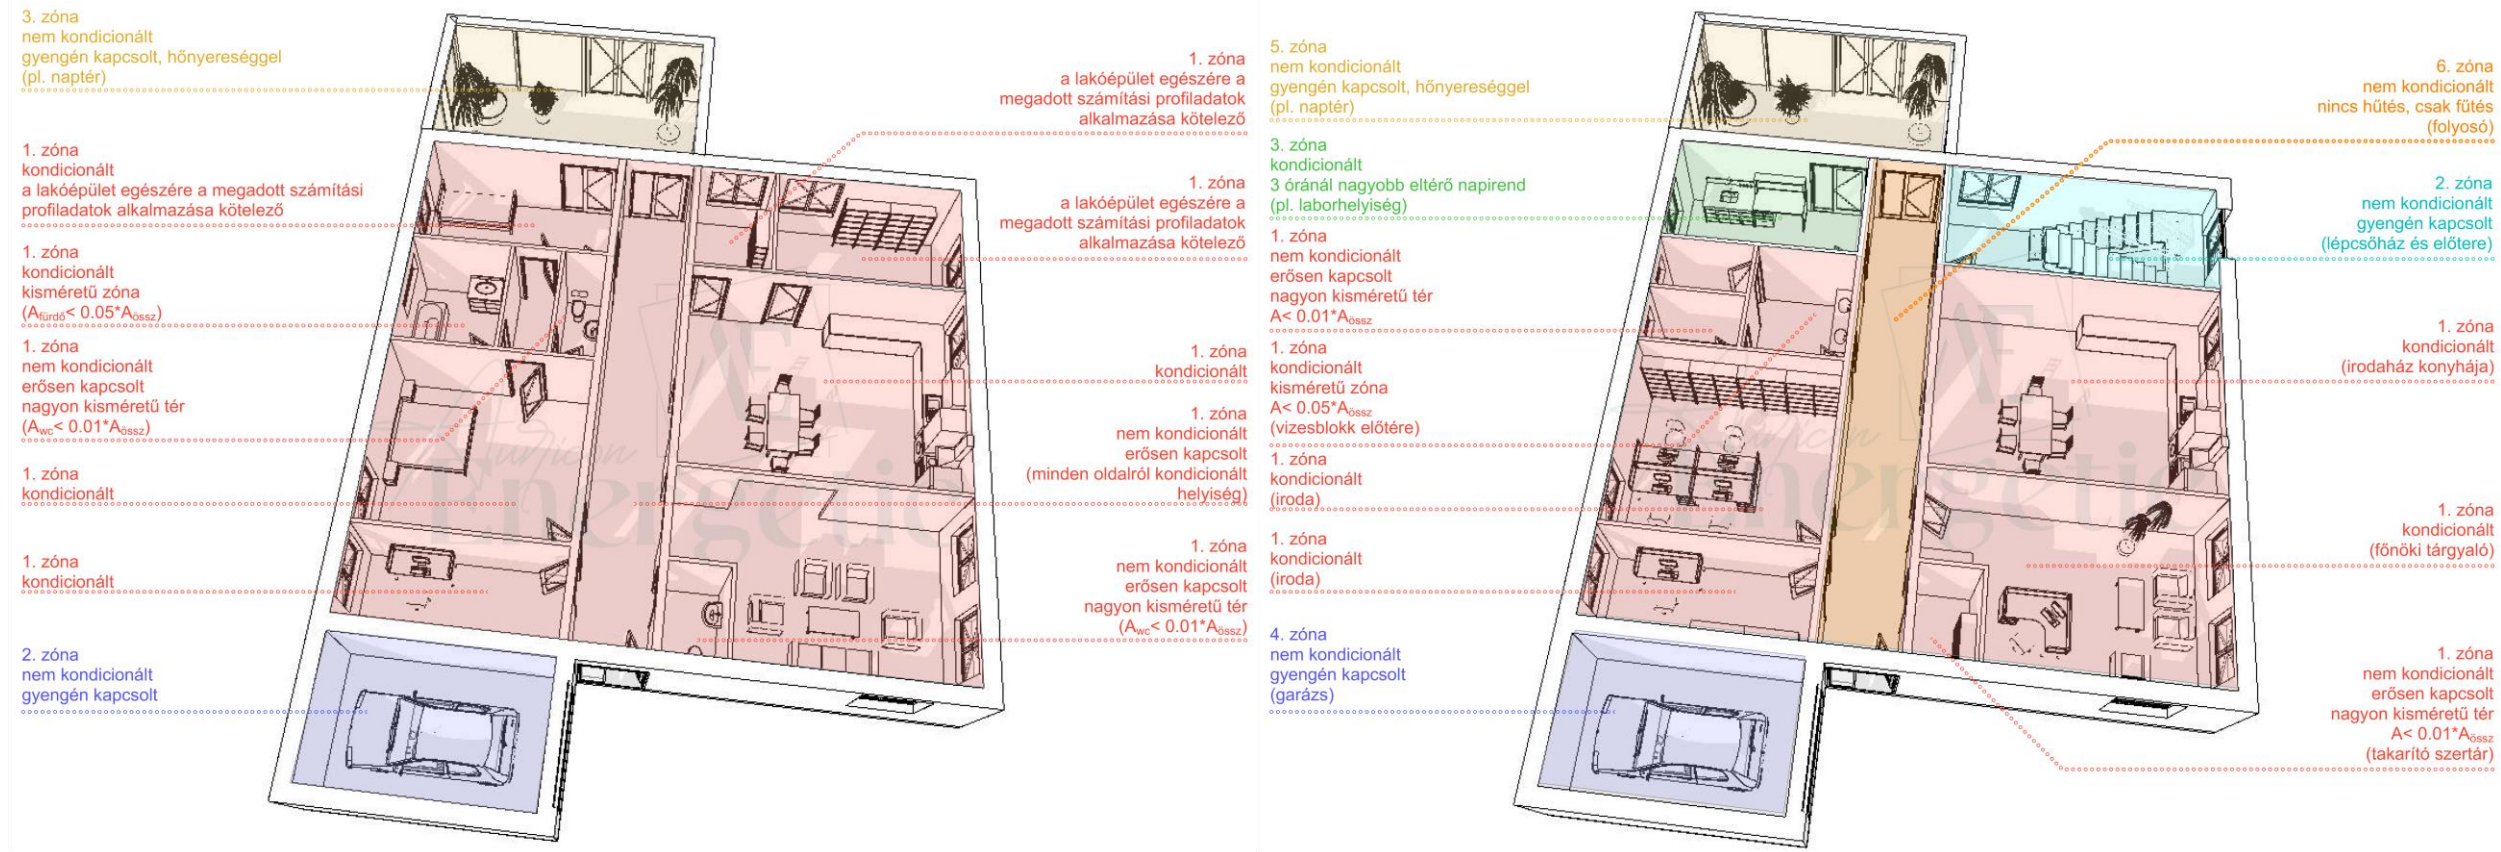 3. zóna
nem kondicionált
gyengén kapcsolt, hőnyereséggel
(pl. naptér)
1. zóna
kondicionált
a lakóépület egészére a megadott számítási
profiladatok alkalmazása kötelező
1. zóna
kondicionált
kisméretű zóna
(Afürdő< 0.05*Aössz)
1. zóna
nem kondicionált
erősen kapcsolt
nagyon kisméretű tér
(Awc< 0.01*Aössz)
1. zóna
kondicionált
1. zóna
kondicionált
2. zóna
nem kondicionált
gyengén kapcsolt
1. zóna
a lakóépület egészére a
megadott számítási profiladatok
alkalmazása kötelező
1. zóna
a lakóépület egészére a
megadott számítási profiladatok
alkalmazása kötelező
1. zóna
kondicionált
1. zóna
nem kondicionált
erősen kapcsolt
(minden oldalról kondicionált
helyiség)
1. zóna
nem kondicionált
erősen kapcsolt
nagyon kisméretű tér
(Awc< 0.01*Aössz)
AE
Auricon
Energetic
5. zóna
nem kondicionált
gyengén kapcsolt, hőnyereséggel
(pl. naptér)
3. zóna
kondicionált
3 óránál nagyobb eltérő napirend
(pl. laborhelyiség)
1. zóna
nem kondicionált
erősen kapcsolt
nagyon kisméretű tér
A< 0.01*Aössz
1. zóna
kondicionált
kisméretű zóna
A< 0.05*Aössz
(vizesblokk előtére)
1. zóna
kondicionált
(iroda)
1. zóna
kondicionált
(iroda)
4. zóna
nem kondicionált
gyengén kapcsolt
(garázs)
6. zóna
nem kondicionált
nincs hűtés, csak fűtés
(folyosó)
2. zóna
nem kondicionált
gyengén kapcsolt
(lépcsőház és előtere)
1. zóna
kondicionált
(irodaház konyhája)
1. zóna
kondicionált
(főnöki tárgyaló)
1. zóna
nem kondicionált
erősen kapcsolt
nagyon kisméretű tér
A< 0.01*Aössz
(takarító szertár)